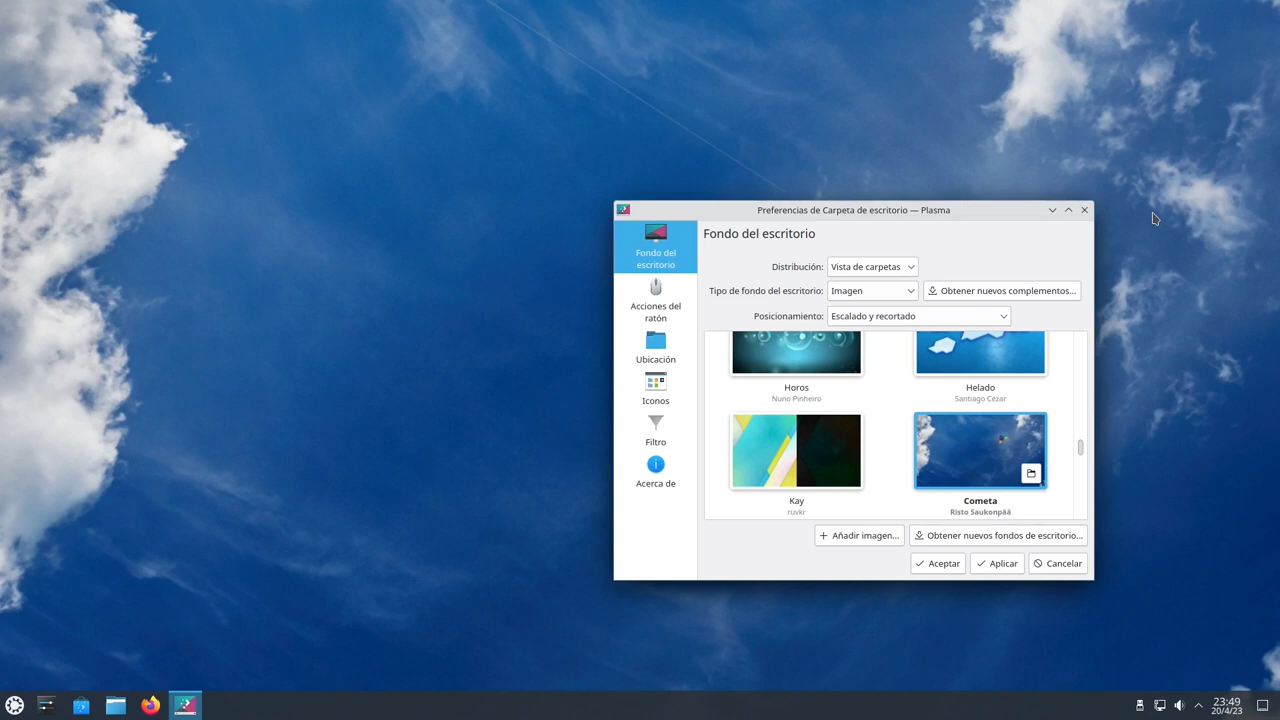 Preferencias de Carpeta de escritorio — Plasma
Fondo del
escritorio
Acciones del
ratón
Ubicación
Iconos
Filtro
Acerca de
Fondo del escritorio
Distribución: Vista de carpetas
Tipo de fondo del escritorio: Imagen Obtener nuevos complementos...
Posicionamiento: Escalado y recortado
Horos Helado
Nuno Pinheiro Santiago Cézar
Kay Cometa
ruvkr Risto Saukonpää
Añadir imagen... Obtener nuevos fondos de escritorio...
Aceptar Aplicar Cancelar
23:49
20/4/23